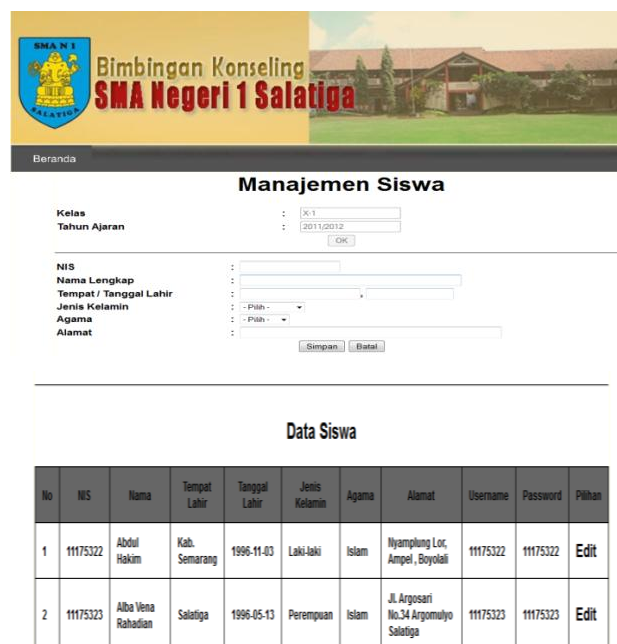 SMA N 1
SALATIGA
Bimbingan Konseling
SMA Negeri 1 Salatiga
Beranda
Manajemen Siswa
Kelas : X-1
Tahun Ajaran : 2011/2012
OK
NIS :
Nama Lengkap :
Tempat / Tanggal Lahir : ,
Jenis Kelamin : - Pilih -
Agama : - Pilih -
Alamat :
Simpan Batal
Data Siswa
No NIS Nama Tempat Lahir Tanggal Lahir Jenis Kelamin Agama Alamat Username Password Pilihan
1 11175322 Abdul Hakim Kab. Semarang 1996-11-03 Laki-laki Islam Nyamplung Lor, Ampel , Boyolali 11175322 11175322 Edit
2 11175323 Alba Vena Rahadian Salatiga 1996-05-13 Perempuan Islam JL Argosari No.34 Argomulyo Salatiga 11175323 11175323 Edit